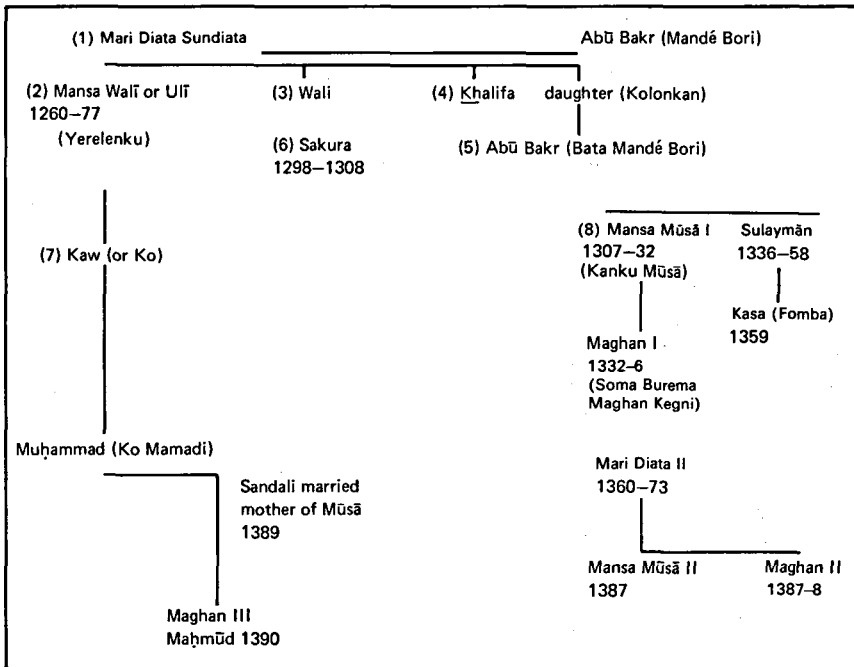 (1) Mari Diata Sundiata
Abū Bakr (Mandé Bori)
(2) Mansa Walī or Ulī
1260–77
(Yerelenku)
(3) Wali
(4) Khalifa
daughter (Kolonkan)
(6) Sakura
1298–1308
(5) Abū Bakr (Bata Mandé Bori)
(7) Kaw (or Ko)
(8) Mansa Mūsā I
1307–32
(Kanku Mūsā)
Sulaymān
1336–58
Kasa (Fomba)
1359
Maghan I
1332–6
(Soma Burema
Maghan Kegni)
Muḥammad (Ko Mamadi)
Sandali married
mother of Mūsā
1389
Mari Diata II
1360–73
Mansa Mūsā II
1387
Maghan II
1387–8
Maghan III
Maḥmūd 1390